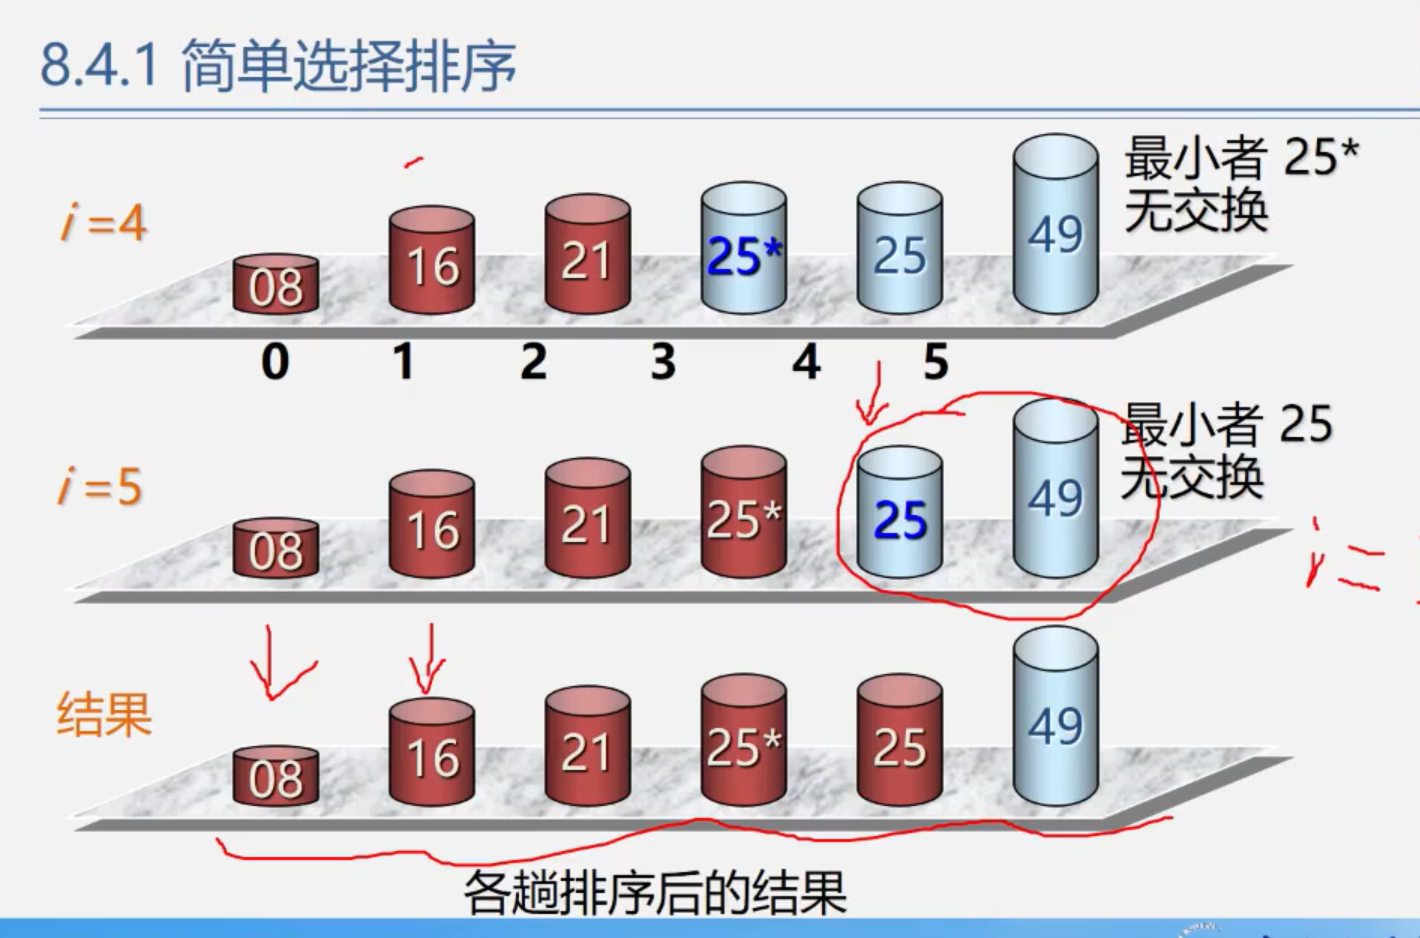 8.4.1 简单选择排序
最小者 25*
无交换
i =4
08 16 21 25* 25 49
0 1 2 3 4 5
最小者 25
无交换
i =5
08 16 21 25* 25 49
i =
结果
08 16 21 25* 25 49
各趟排序后的结果